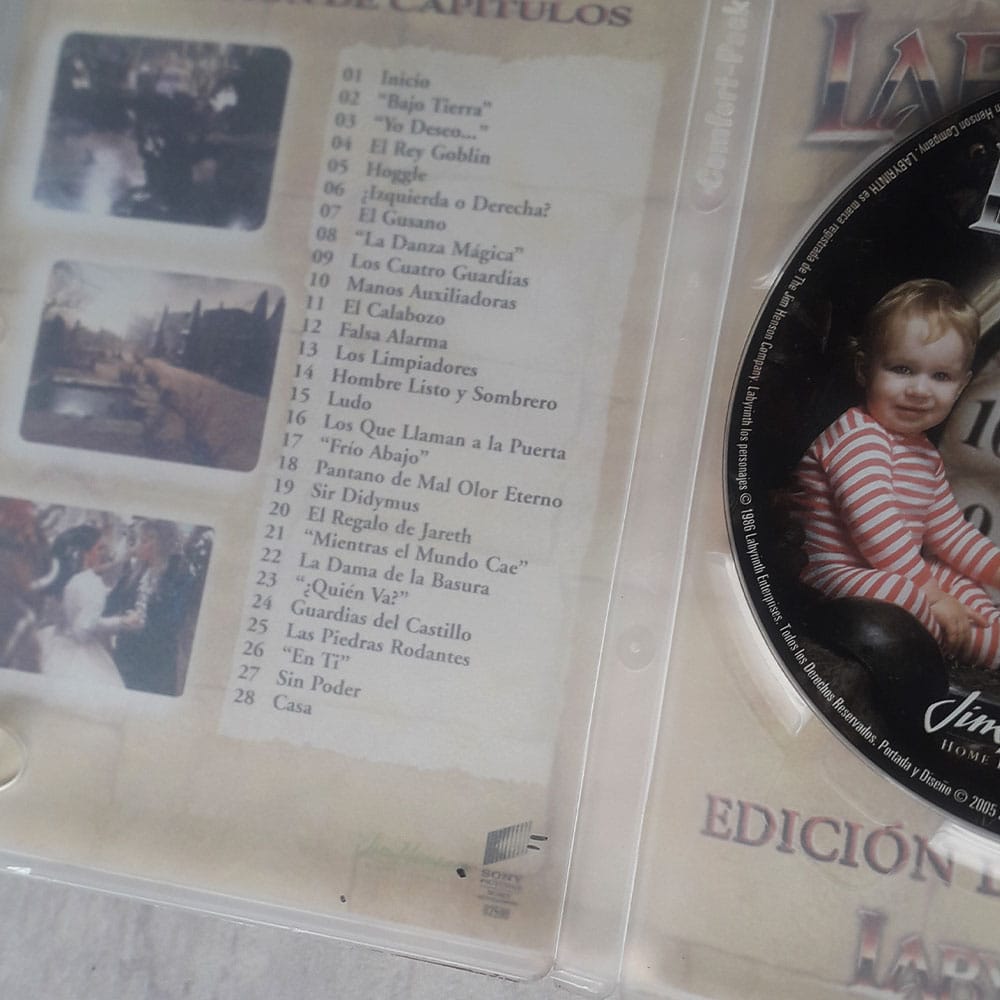 DE CAPÍTULOS
01 Inicio
02 "Bajo Tierra"
03 "Yo Deseo..."
04 El Rey Goblin
05 Hoggle
06 ¿Izquierda o Derecha?
07 El Gusano
08 "La Danza Mágica"
09 Los Cuatro Guardias
10 Manos Auxiliadoras
11 El Calabozo
12 Falsa Alarma
13 Los Limpiadores
14 Hombre Listo y Sombrero
15 Ludo
16 Los Que Llaman a la Puerta
17 "Frío Abajo"
18 Pantano de Mal Olor Eterno
19 Sir Didymus
20 El Regalo de Jareth
21 "Mientras el Mundo Cae"
22 La Dama de la Basura
23 "¿Quién Va?"
24 Guardias del Castillo
25 Las Piedras Rodantes
26 "En Ti"
27 Sin Poder
28 Casa
SONY
Comfort-Pack
Henson Company. LABYRINTH es marca registrada de The Jim Henson Company. Labyrinth los personajes © 1986 Labyrinth Enterprises. Todos los Derechos Reservados. Portada y Diseño © 2005
10
9
Jim
HOME
EDICIÓN